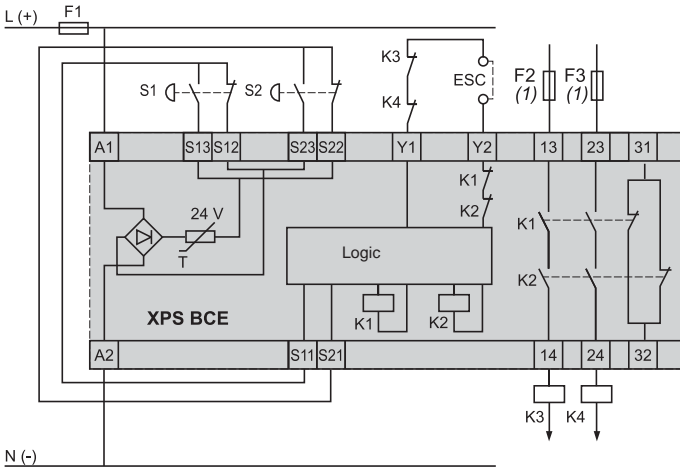 L (+) F1
S1 S2 K3 K4 ESC F2 (1) F3 (1)
A1 S13 S12 S23 S22 Y1 Y2 13 23 31
K1
K2
24 V
T
Logic
K1
K2
K1 K2
XPS BCE
A2 S11 S21 14 24 32
K3 K4
N (-)